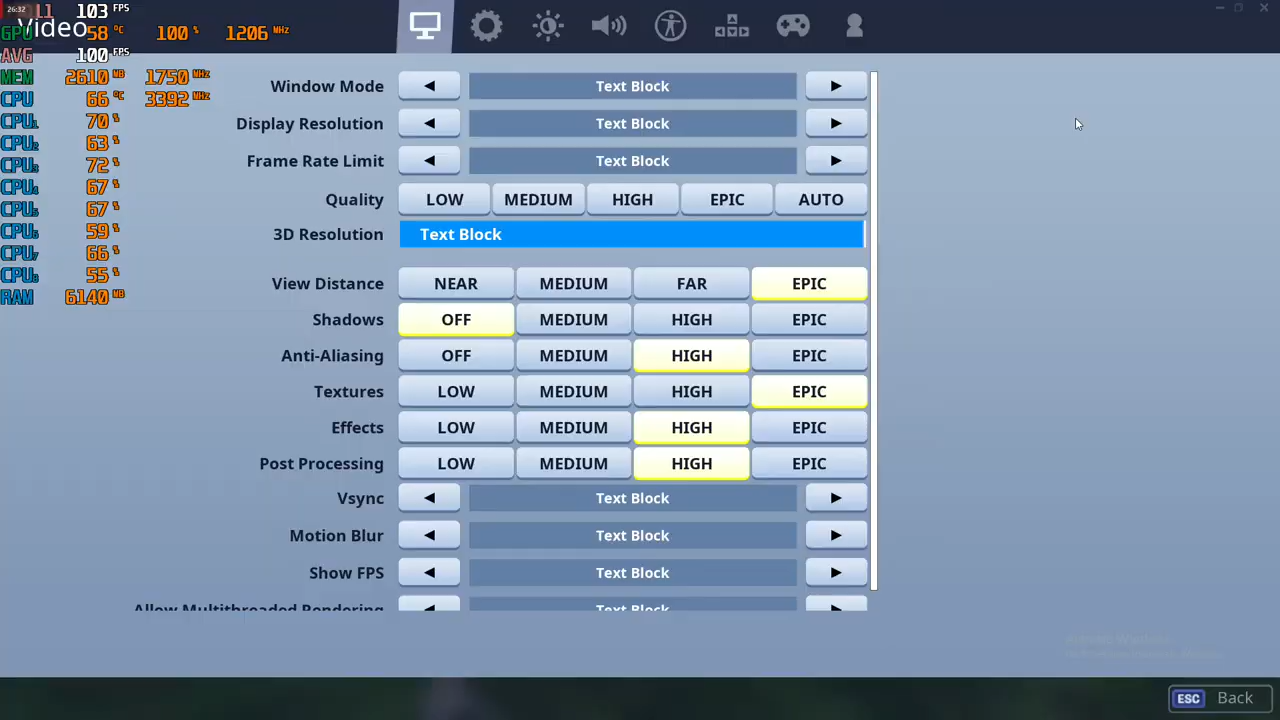 26:32
103 FPS
Video
GPU 58 °C 100 % 1206 MHz
AVG 100 FPS
MEM 2610 MB 1750 MHz
CPU 66 °C 3392 MHz
CPU1 70 %
CPU2 63 %
CPU3 72 %
CPU4 67 %
CPU5 67 %
CPU6 59 %
CPU7 66 %
CPU8 55 %
RAM 6140 MB
Window Mode Text Block
Display Resolution Text Block
Frame Rate Limit Text Block
Quality LOW MEDIUM HIGH EPIC AUTO
3D Resolution Text Block
View Distance NEAR MEDIUM FAR EPIC
Shadows OFF MEDIUM HIGH EPIC
Anti-Aliasing OFF MEDIUM HIGH EPIC
Textures LOW MEDIUM HIGH EPIC
Effects LOW MEDIUM HIGH EPIC
Post Processing LOW MEDIUM HIGH EPIC
Vsync Text Block
Motion Blur Text Block
Show FPS Text Block
Allow Multithreaded Rendering Text Block
Activate Windows
ESC Back